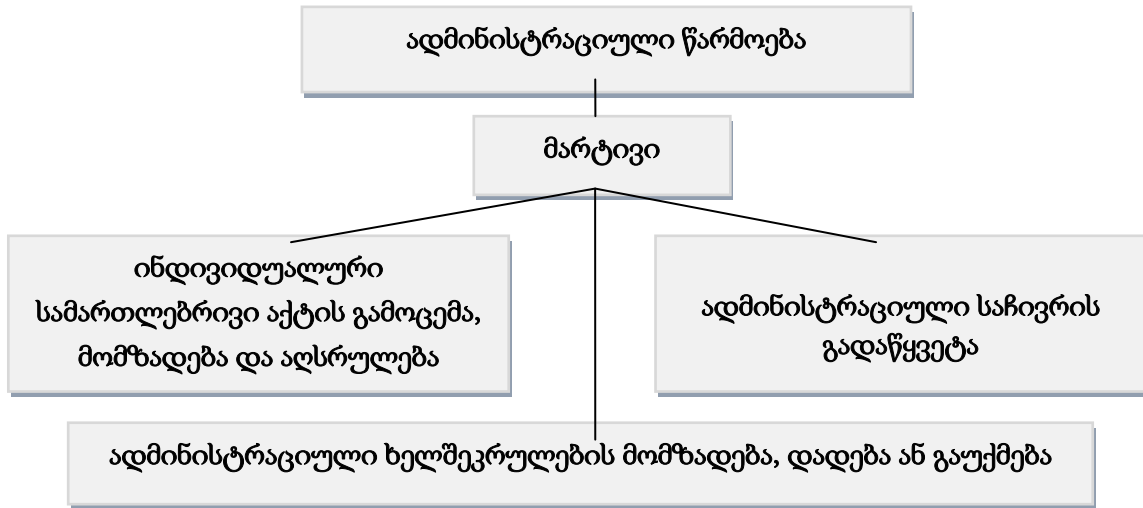 ადმინისტრაციული წარმოება
მარტივი
ინდივიდუალური
სამართლებრივი აქტის გამოცემა,
მომზადება და აღსრულება
ადმინისტრაციული საჩივრის
გადაწყვეტა
ადმინისტრაციული ხელშეკრულების მომზადება, დადება ან გაუქმება